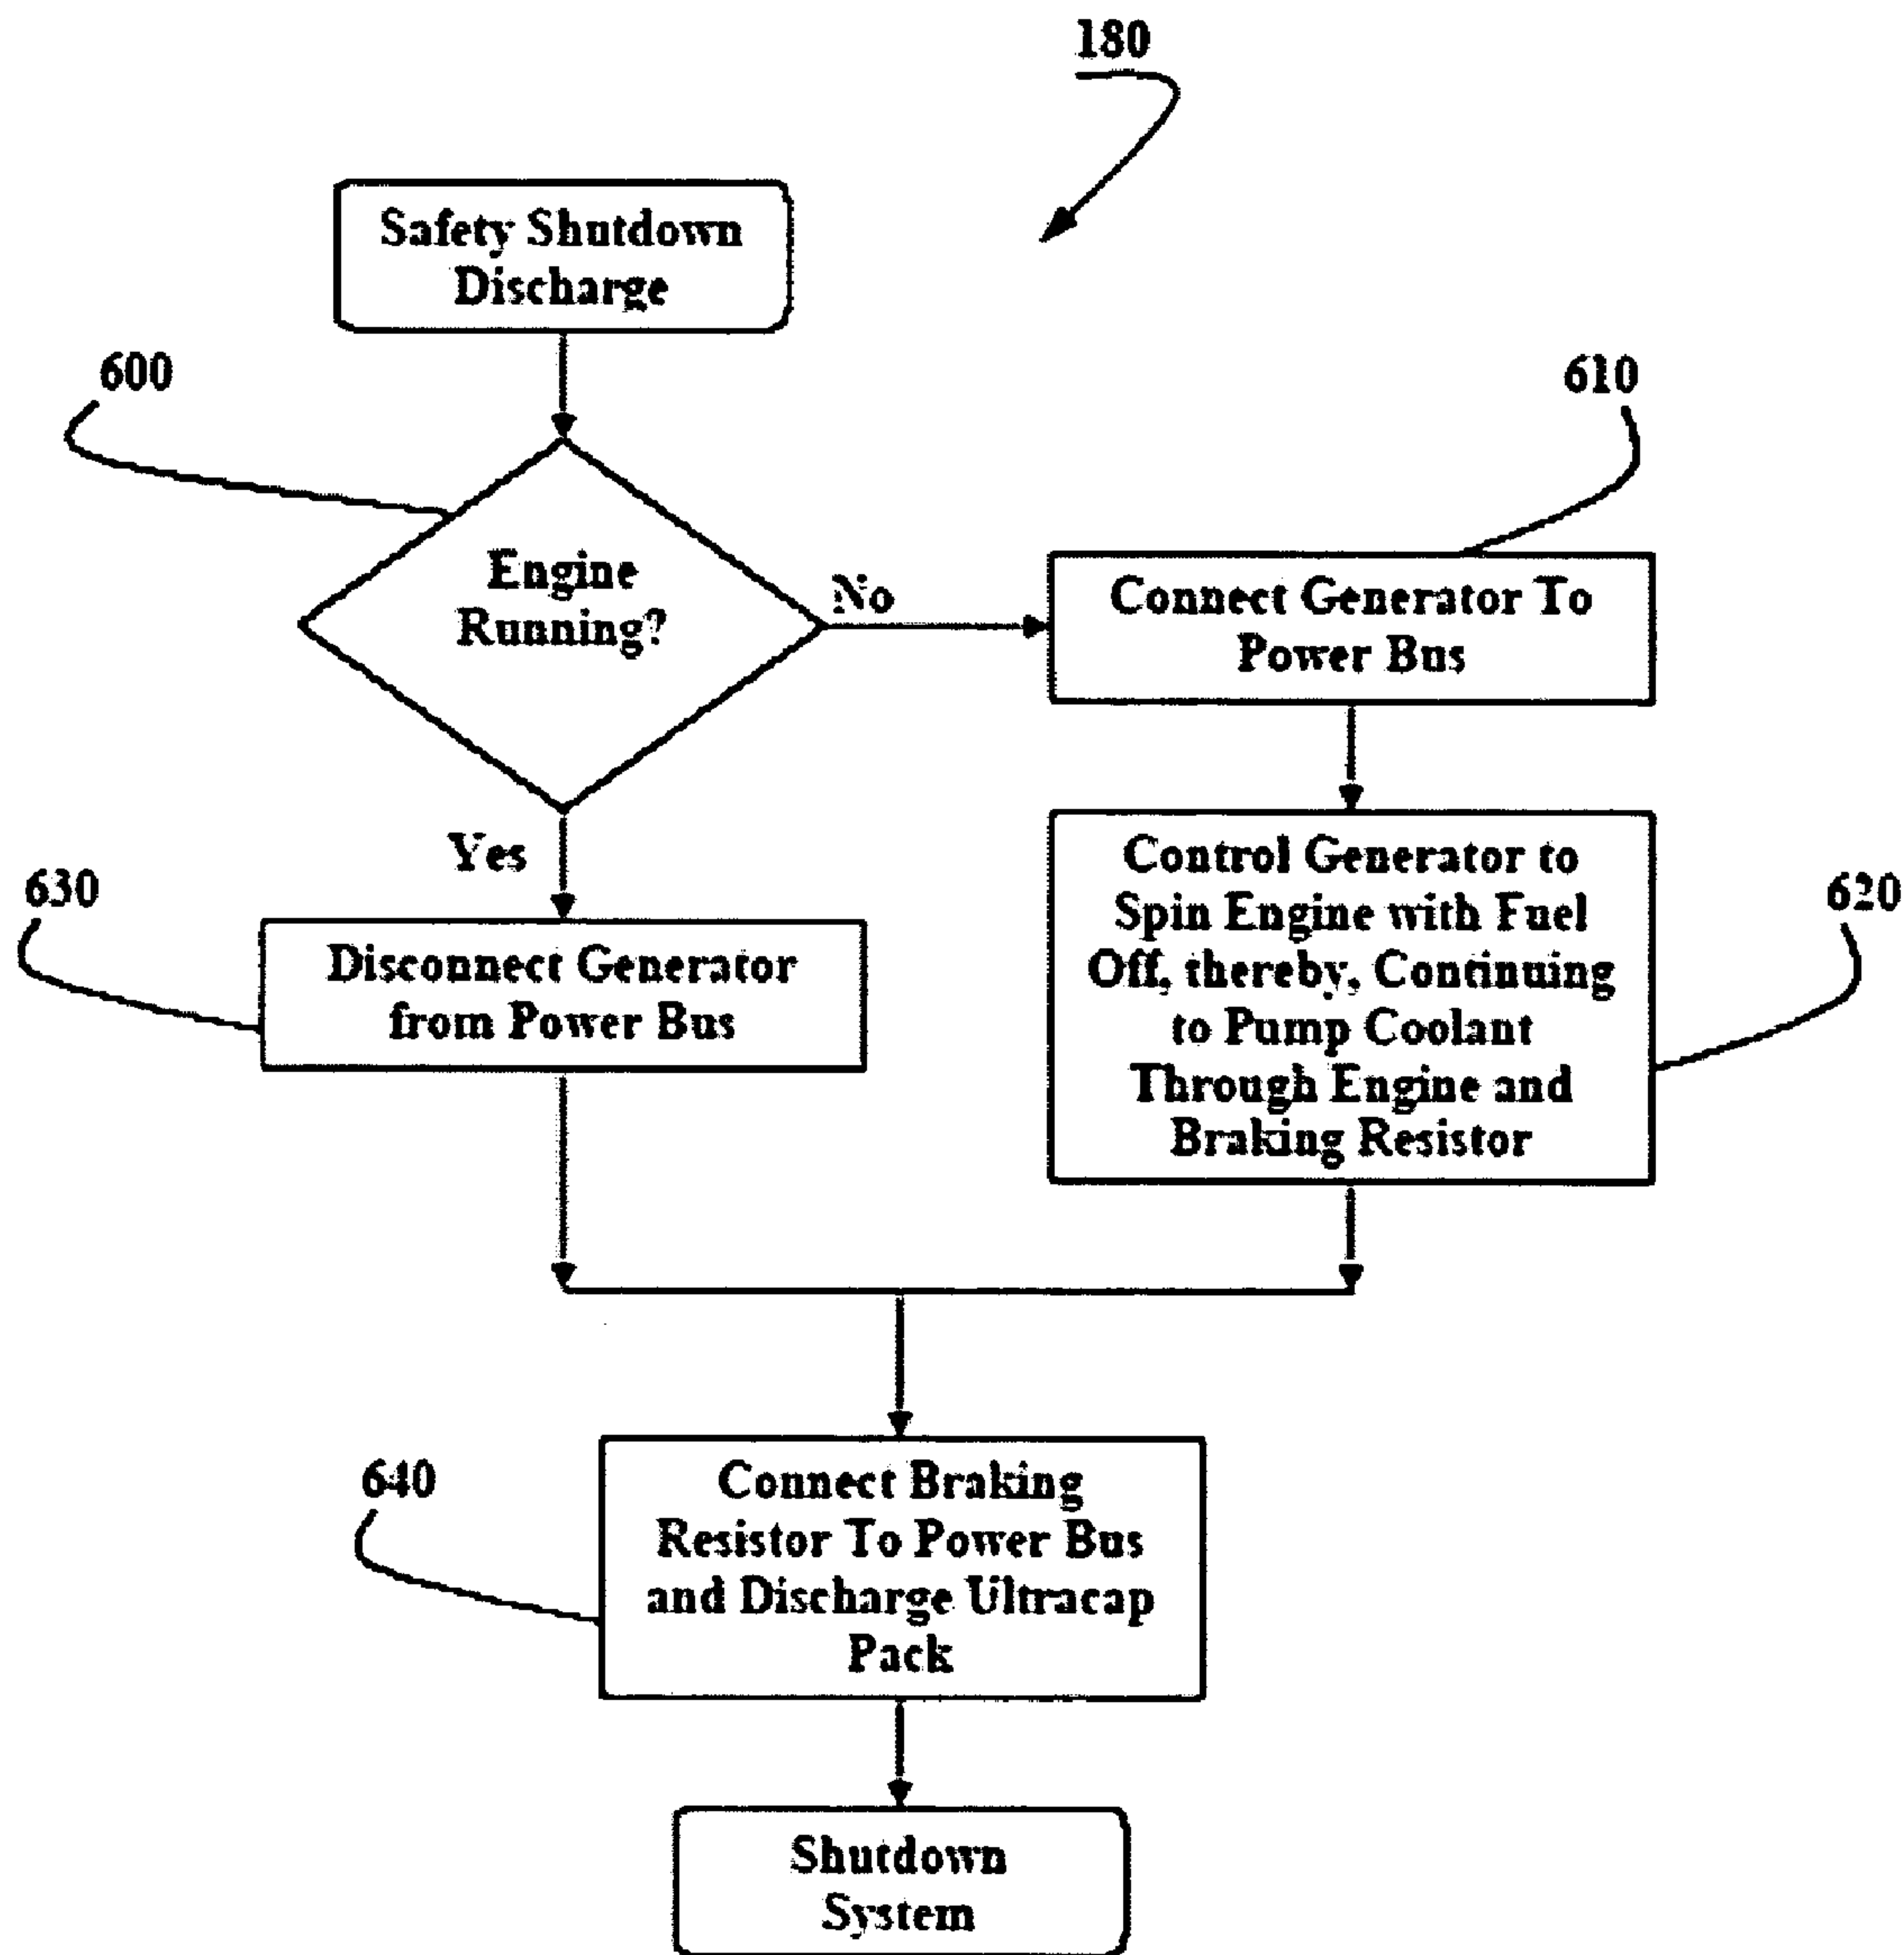 180
Safety Shutdown
Discharge
600
610
Engine
Running?
No
Connect Generator To
Power Bus
Yes
630
Disconnect Generator
from Power Bus
Control Generator to
Spin Engine with Fuel
Off, thereby, Continuing
to Pump Coolant
Through Engine and
Braking Resistor
620
640
Connect Braking
Resistor To Power Bus
and Discharge Ultracap
Pack
Shutdown
System